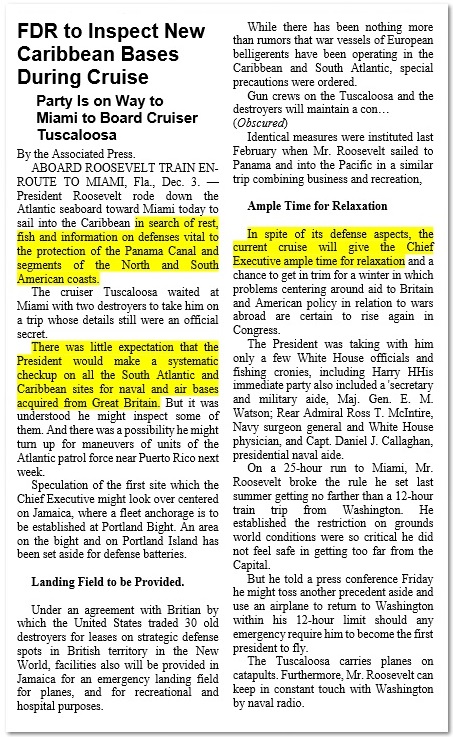 FDR to Inspect New
Caribbean Bases
During Cruise
Party Is on Way to
Miami to Board Cruiser
Tuscaloosa
By the Associated Press.
ABOARD ROOSEVELT TRAIN EN-
ROUTE TO MIAMI, Fla., Dec. 3. —
President Roosevelt rode down the
Atlantic seaboard toward Miami today to
sail into the Caribbean in search of rest,
fish and information on defenses vital to
the protection of the Panama Canal and
segments of the North and South
American coasts.
The cruiser Tuscaloosa waited at
Miami with two destroyers to take him on
a trip whose details still were an official
secret.
There was little expectation that the
President would make a systematic
checkup on all the South Atlantic and
Caribbean sites for naval and air bases
acquired from Great Britain. But it was
understood he might inspect some of
them. And there was a possibility he might
turn up for maneuvers of units of the
Atlantic patrol force near Puerto Rico next
week.
Speculation of the first site which the
Chief Executive might look over centered
on Jamaica, where a fleet anchorage is to
be established at Portland Bight. An area
on the bight and on Portland Island has
been set aside for defense batteries.
Landing Field to be Provided.
Under an agreement with Britian by
which the United States traded 30 old
destroyers for leases on strategic defense
spots in British territory in the New
World, facilities also will be provided in
Jamaica for an emergency landing field
for planes, and for recreational and
hospital purposes.
While there has been nothing more
than rumors that war vessels of European
belligerents have been operating in the
Caribbean and South Atlantic, special
precautions were ordered.
Gun crews on the Tuscaloosa and the
destroyers will maintain a con…
(Obscured)
Identical measures were instituted last
February when Mr. Roosevelt sailed to
Panama and into the Pacific in a similar
trip combining business and recreation,
Ample Time for Relaxation
In spite of its defense aspects, the
current cruise will give the Chief
Executive ample time for relaxation and a
chance to get in trim for a winter in which
problems centering around aid to Britain
and American policy in relation to wars
abroad are certain to rise again in
Congress.
The President was taking with him
only a few White House officials and
fishing cronies, including Harry HHis
immediate party also included a 'secretary
and military aide, Maj. Gen. E. M.
Watson; Rear Admiral Ross T. McIntire,
Navy surgeon general and White House
physician, and Capt. Daniel J. Callaghan,
presidential naval aide.
On a 25-hour run to Miami, Mr.
Roosevelt broke the rule he set last
summer getting no farther than a 12-hour
train trip from Washington. He
established the restriction on grounds
world conditions were so critical he did
not feel safe in getting too far from the
Capital.
But he told a press conference Friday
he might toss another precedent aside and
use an airplane to return to Washington
within his 12-hour limit should any
emergency require him to become the first
president to fly.
The Tuscaloosa carries planes on
catapults. Furthermore, Mr. Roosevelt can
keep in constant touch with Washington
by naval radio.